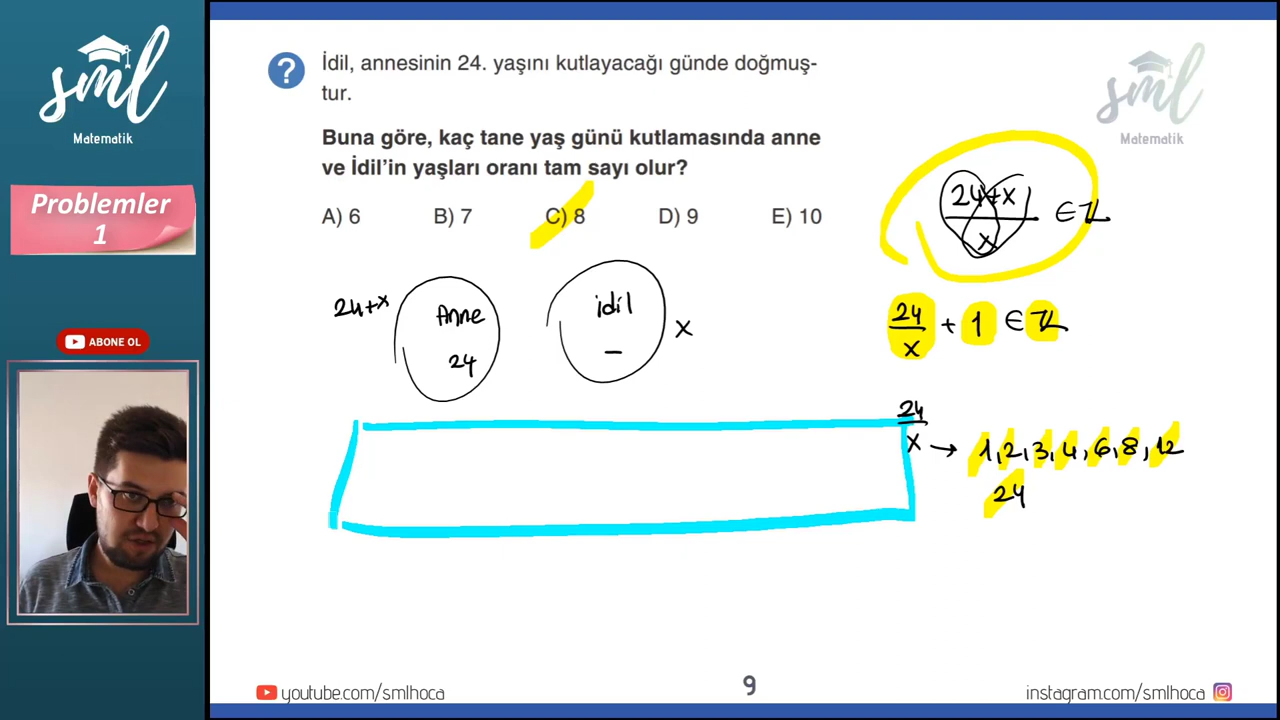 sml
Matematik
Problemler
1
ABONE OL
?
İdil, annesinin 24. yaşını kutlayacağı günde doğmuş-
tur.
Buna göre, kaç tane yaş günü kutlamasında anne
ve İdil'in yaşları oranı tam sayı olur?
A) 6 B) 7 C) 8 D) 9 E) 10
sml
Matematik
24+x
Anne
24
idil
–
x
24+x
x
∈ ℤ
24
x
+ 1 ∈ ℤ
24
x
→ 1, 2, 3, 4, 6, 8, 12
24
youtube.com/smlhoca
9
instagram.com/smlhoca